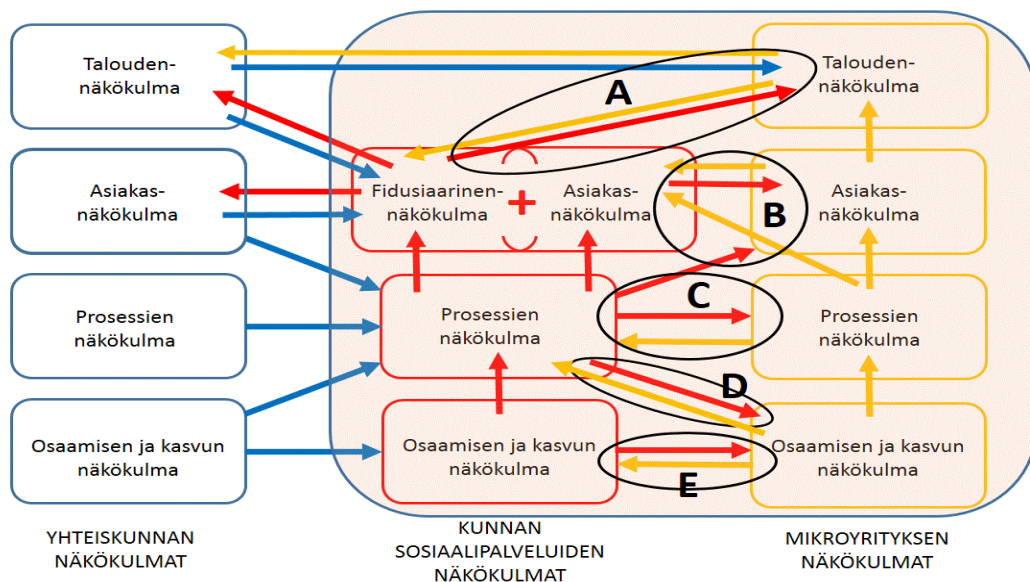 Talouden-
näkökulma
A
Talouden-
näkökulma
Asiakas-
näkökulma
Fidusiaarinen-
näkökulma
+
Asiakas-
näkökulma
B
Asiakas-
näkökulma
Prosessien
näkökulma
Prosessien
näkökulma
C
Prosessien
näkökulma
D
Osaamisen ja kasvun
näkökulma
Osaamisen ja kasvun
näkökulma
E
Osaamisen ja kasvun
näkökulma
YHTEISKUNNAN
NÄKÖKULMAT
KUNNAN
SOSIAALIPALVELUIDEN
NÄKÖKULMAT
MIKROYRITYKSEN
NÄKÖKULMAT